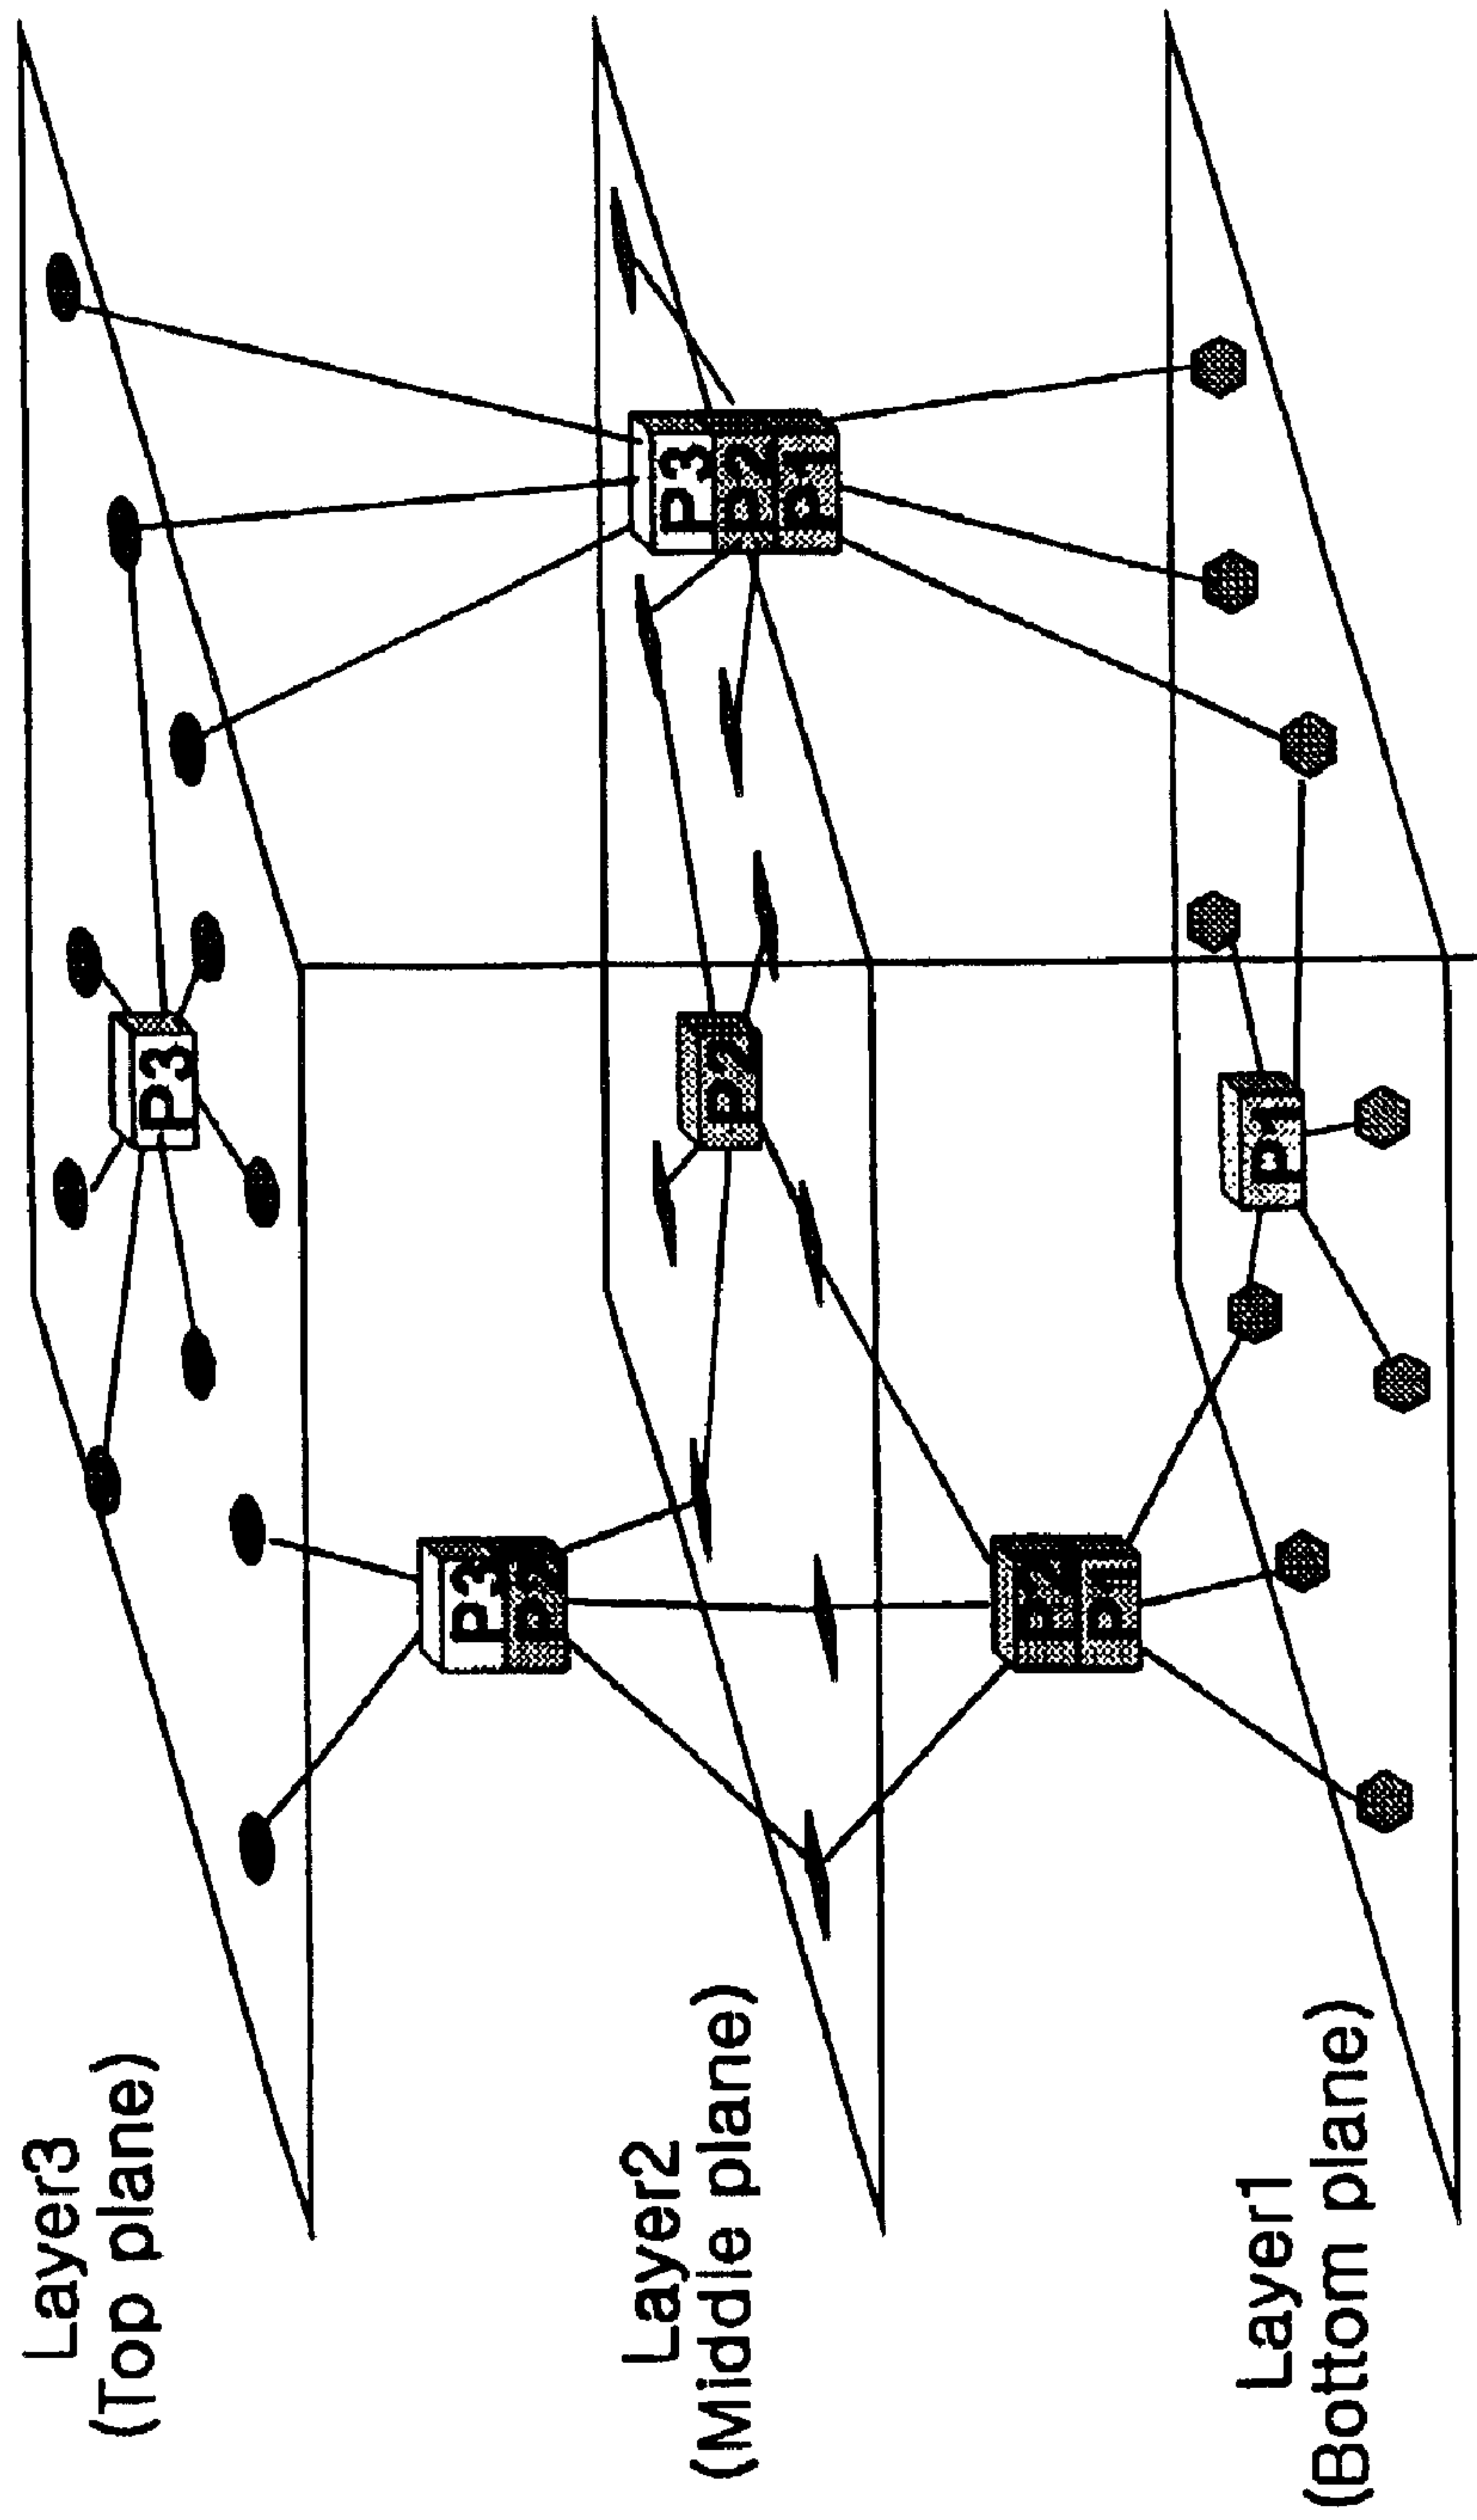 Layer3
(Top plane)
P3
P3
P2
P3
P2
P1
Layer2
(Middle plane)
P2
P2
P1
Layer1
(Bottom plane)
P1